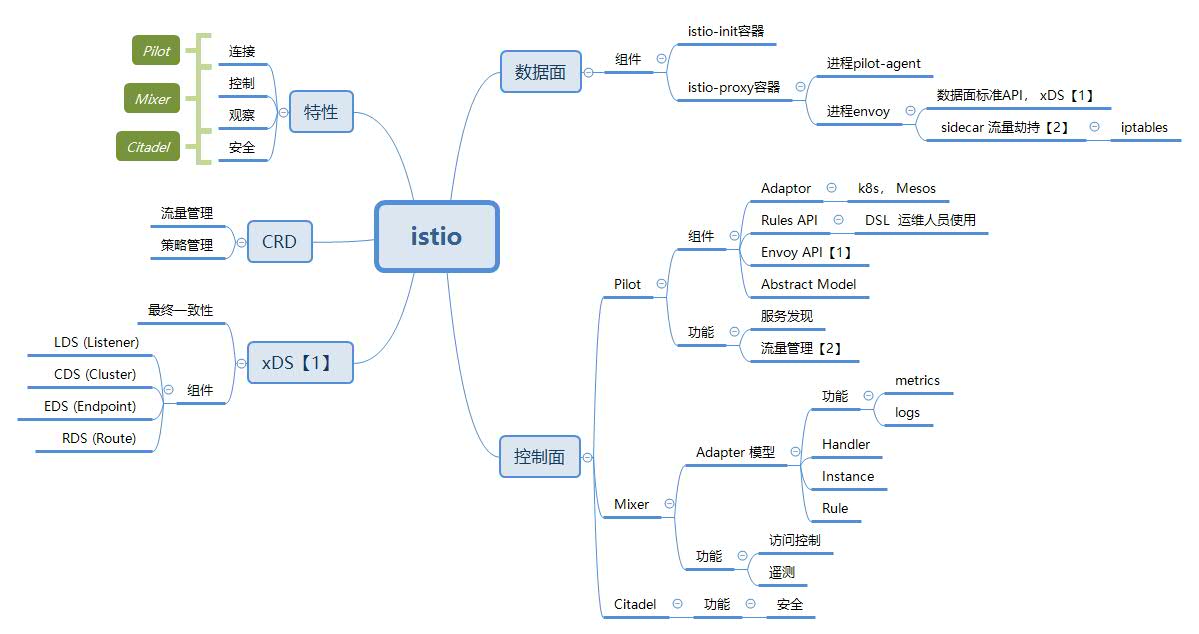 istio
特性
连接
控制
观察
安全
Pilot
Mixer
Citadel
CRD
流量管理
策略管理
xDS【1】
最终一致性
组件
LDS (Listener)
CDS (Cluster)
EDS (Endpoint)
RDS (Route)
数据面
组件
istio-init容器
istio-proxy容器
进程pilot-agent
进程envoy
数据面标准API， xDS【1】
sidecar 流量劫持【2】
iptables
控制面
Pilot
组件
Adaptor
k8s， Mesos
Rules API
DSL 运维人员使用
Envoy API【1】
Abstract Model
功能
服务发现
流量管理【2】
Mixer
Adapter 模型
功能
metrics
logs
Handler
Instance
Rule
功能
访问控制
遥测
Citadel
功能
安全